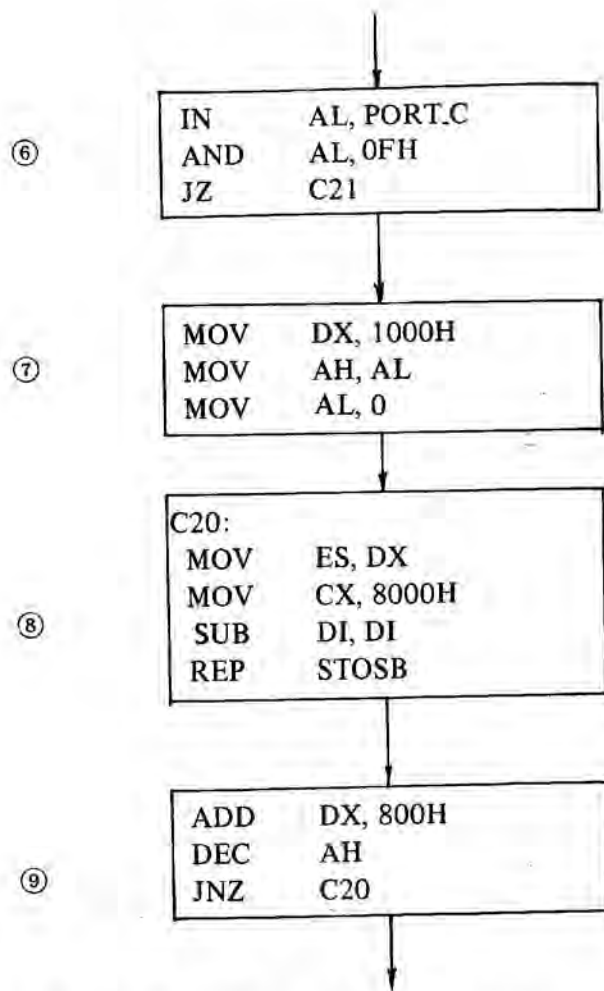 ⑥
IN AL, PORT_C
AND AL, 0FH
JZ C21
⑦
MOV DX, 1000H
MOV AH, AL
MOV AL, 0
⑧
C20:
MOV ES, DX
MOV CX, 8000H
SUB DI, DI
REP STOSB
⑨
ADD DX, 800H
DEC AH
JNZ C20